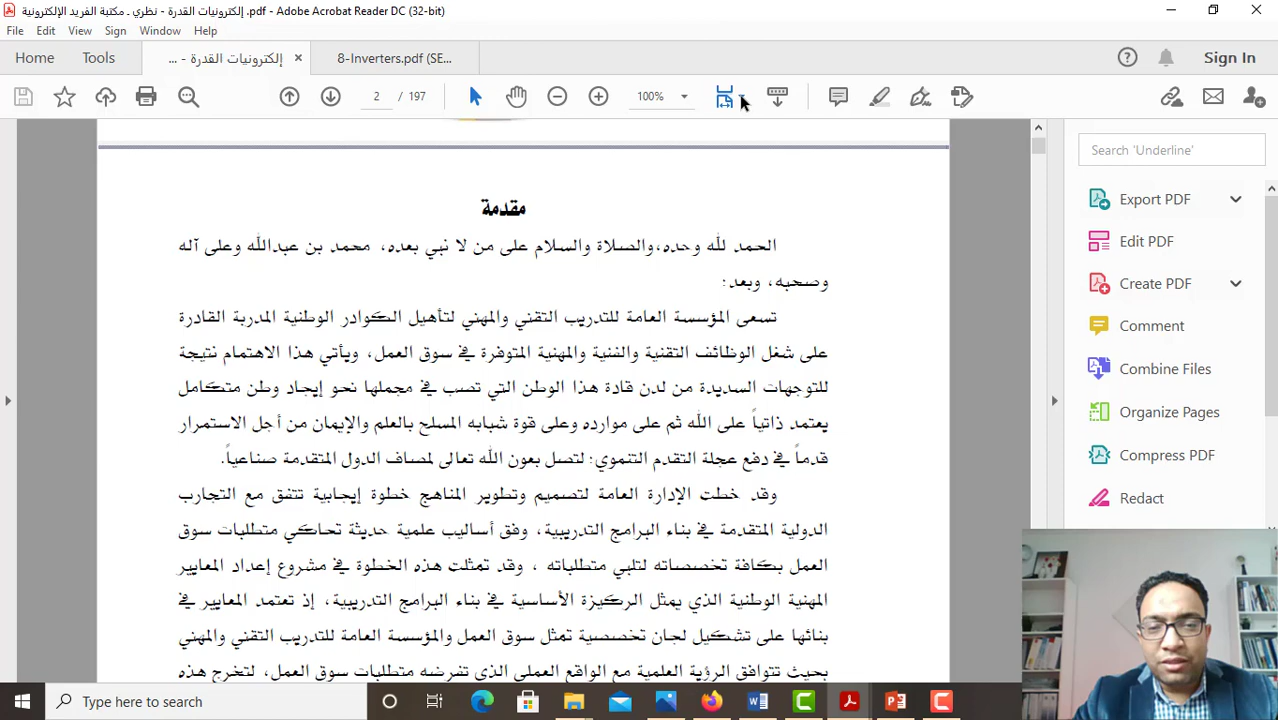 إلكترونيات القدرة - نظري ـ مكتبة الفريد الإلكترونية .pdf - Adobe Acrobat Reader DC (32-bit)
File Edit View Sign Window Help
Home Tools إلكترونيات القدرة - ... × 8-Inverters.pdf (SE... Sign In
2 / 197 100%
Search 'Underline'
Export PDF
Edit PDF
Create PDF
Comment
Combine Files
Organize Pages
Compress PDF
Redact
مقدمة
الحمد لله وحده،والصلاة والسلام على من لا نبي بعده، محمد بن عبدالله وعلى آله
وصحبه، وبعد:
تسعى المؤسسة العامة للتدريب التقني والمهني لتأهيل الكوادر الوطنية المدربة القادرة
على شغل الوظائف التقنية والفنية والمهنية المتوفرة في سوق العمل، ويأتي هذا الاهتمام نتيجة
للتوجهات السديدة من لدن قادة هذا الوطن التي تصب في مجملها نحو إيجاد وطن متكامل
يعتمد ذاتياً على الله ثم على موارده وعلى قوة شبابه المسلح بالعلم والإيمان من أجل الاستمرار
قدماً في دفع عجلة التقدم التنموي: لتصل بعون الله تعالى لمصاف الدول المتقدمة صناعياً.
وقد خطت الإدارة العامة لتصميم وتطوير المناهج خطوة إيجابية تتفق مع التجارب
الدولية المتقدمة في بناء البرامج التدريبية، وفق أساليب علمية حديثة تحاكي متطلبات سوق
العمل بكافة تخصصاته لتلبي متطلباته ، وقد تمثلت هذه الخطوة في مشروع إعداد المعايير
المهنية الوطنية الذي يمثل الركيزة الأساسية في بناء البرامج التدريبية، إذ تعتمد المعايير في
بنائها على تشكيل لجان تخصصية تمثل سوق العمل والمؤسسة العامة للتدريب التقني والمهني
بحيث تتوافق الرؤية العلمية مع الواقع العملي الذي تفرضه متطلبات سوق العمل، لتخرج هذه
Type here to search